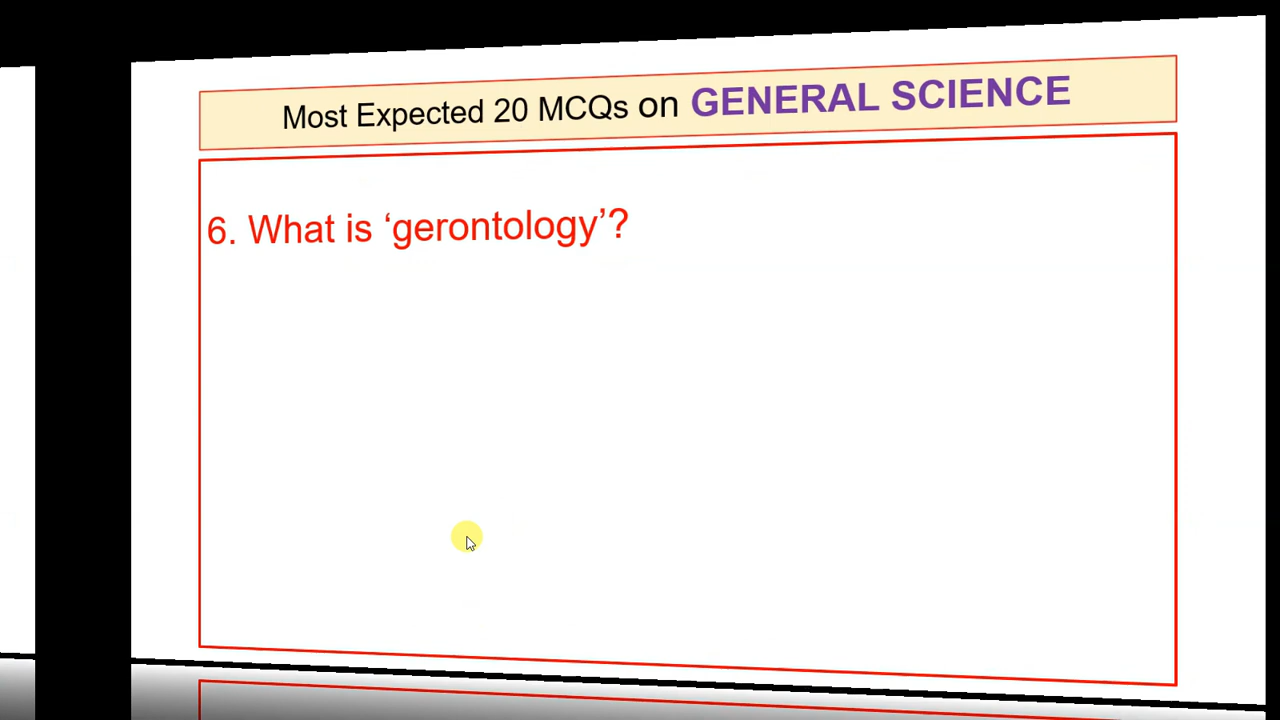 Most Expected 20 MCQs on GENERAL SCIENCE
6. What is ‘gerontology’?